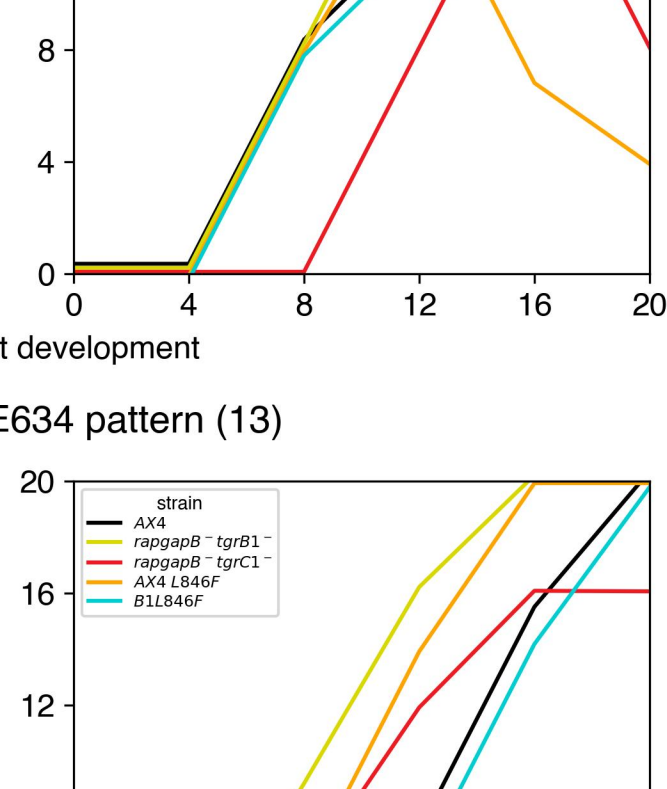 8
4
0
0 4 8 12 16 20
t development
E634 pattern (13)
20
strain
AX4
rapgapB⁻tgrB1⁻
rapgapB⁻tgrC1⁻
AX4 L846F
B1L846F
16
12